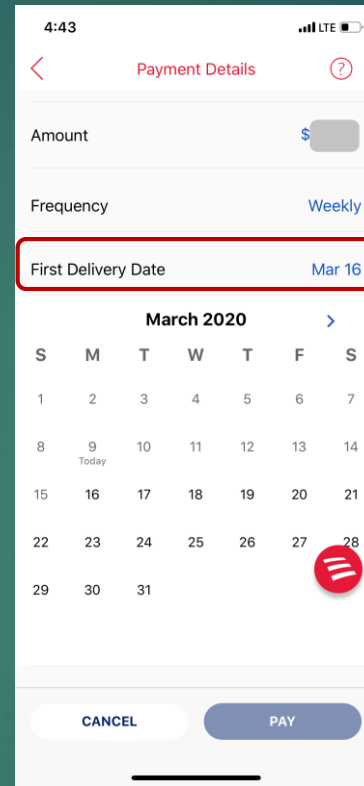 4:43 LTE
Payment Details ?
Amount $
Frequency Weekly
First Delivery Date Mar 16
March 2020 >
S M T W T F S
1 2 3 4 5 6 7
8 9 10 11 12 13 14
Today
15 16 17 18 19 20 21
22 23 24 25 26 27 28
29 30 31
CANCEL PAY